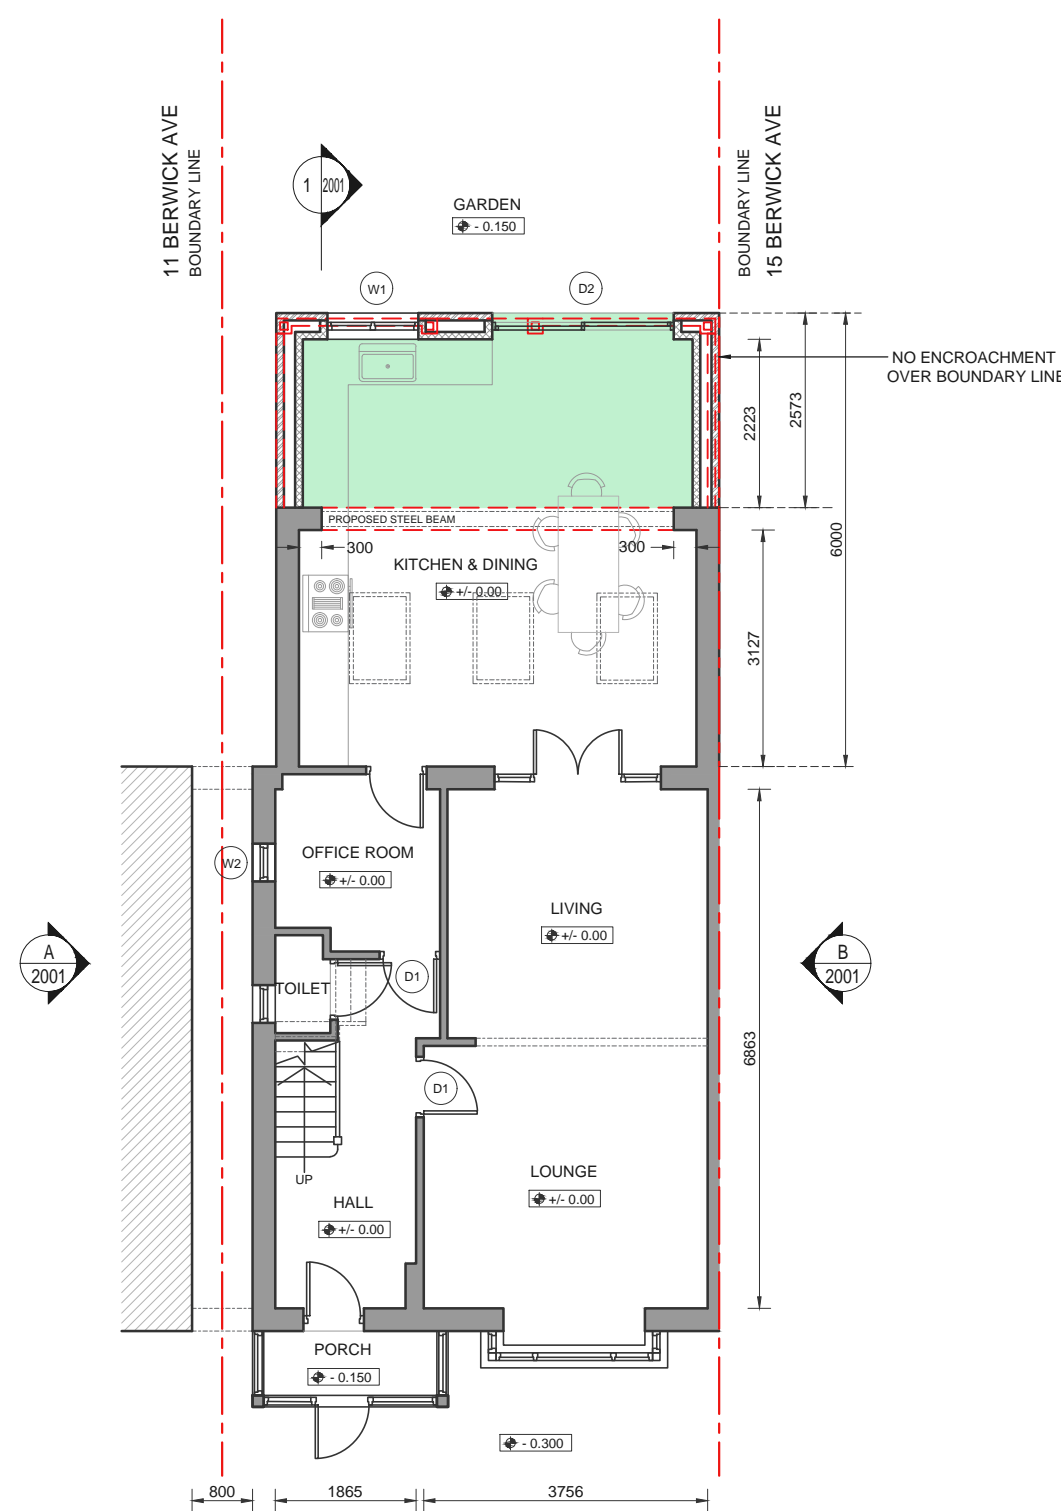 11 BERWICK AVE
BOUNDARY LINE
BOUNDARY LINE
15 BERWICK AVE
1 2001
GARDEN
- 0.150
W1
D2
NO ENCROACHMENT
OVER BOUNDARY LINE
2223
2573
6000
PROPOSED STEEL BEAM
300
300
KITCHEN & DINING
+/- 0.00
3127
OFFICE ROOM
+/- 0.00
W2
LIVING
+/- 0.00
A
2001
B
2001
TOILET
D1
6863
D1
UP
LOUNGE
+/- 0.00
HALL
+/- 0.00
PORCH
- 0.150
- 0.300
800
1865
3756